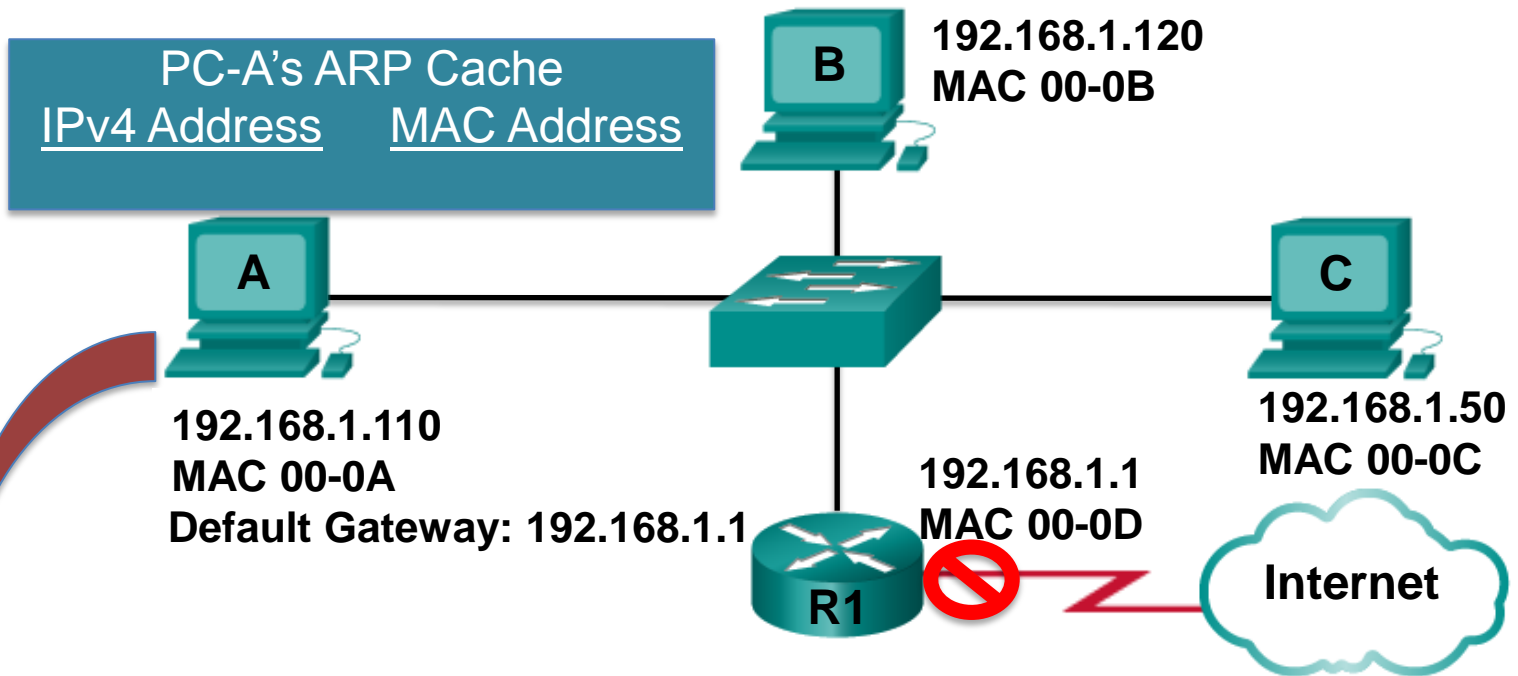 PC-A’s ARP Cache
IPv4 Address MAC Address
B
192.168.1.120
MAC 00-0B
A
192.168.1.110
MAC 00-0A
Default Gateway: 192.168.1.1
C
192.168.1.50
MAC 00-0C
192.168.1.1
MAC 00-0D
R1
Internet